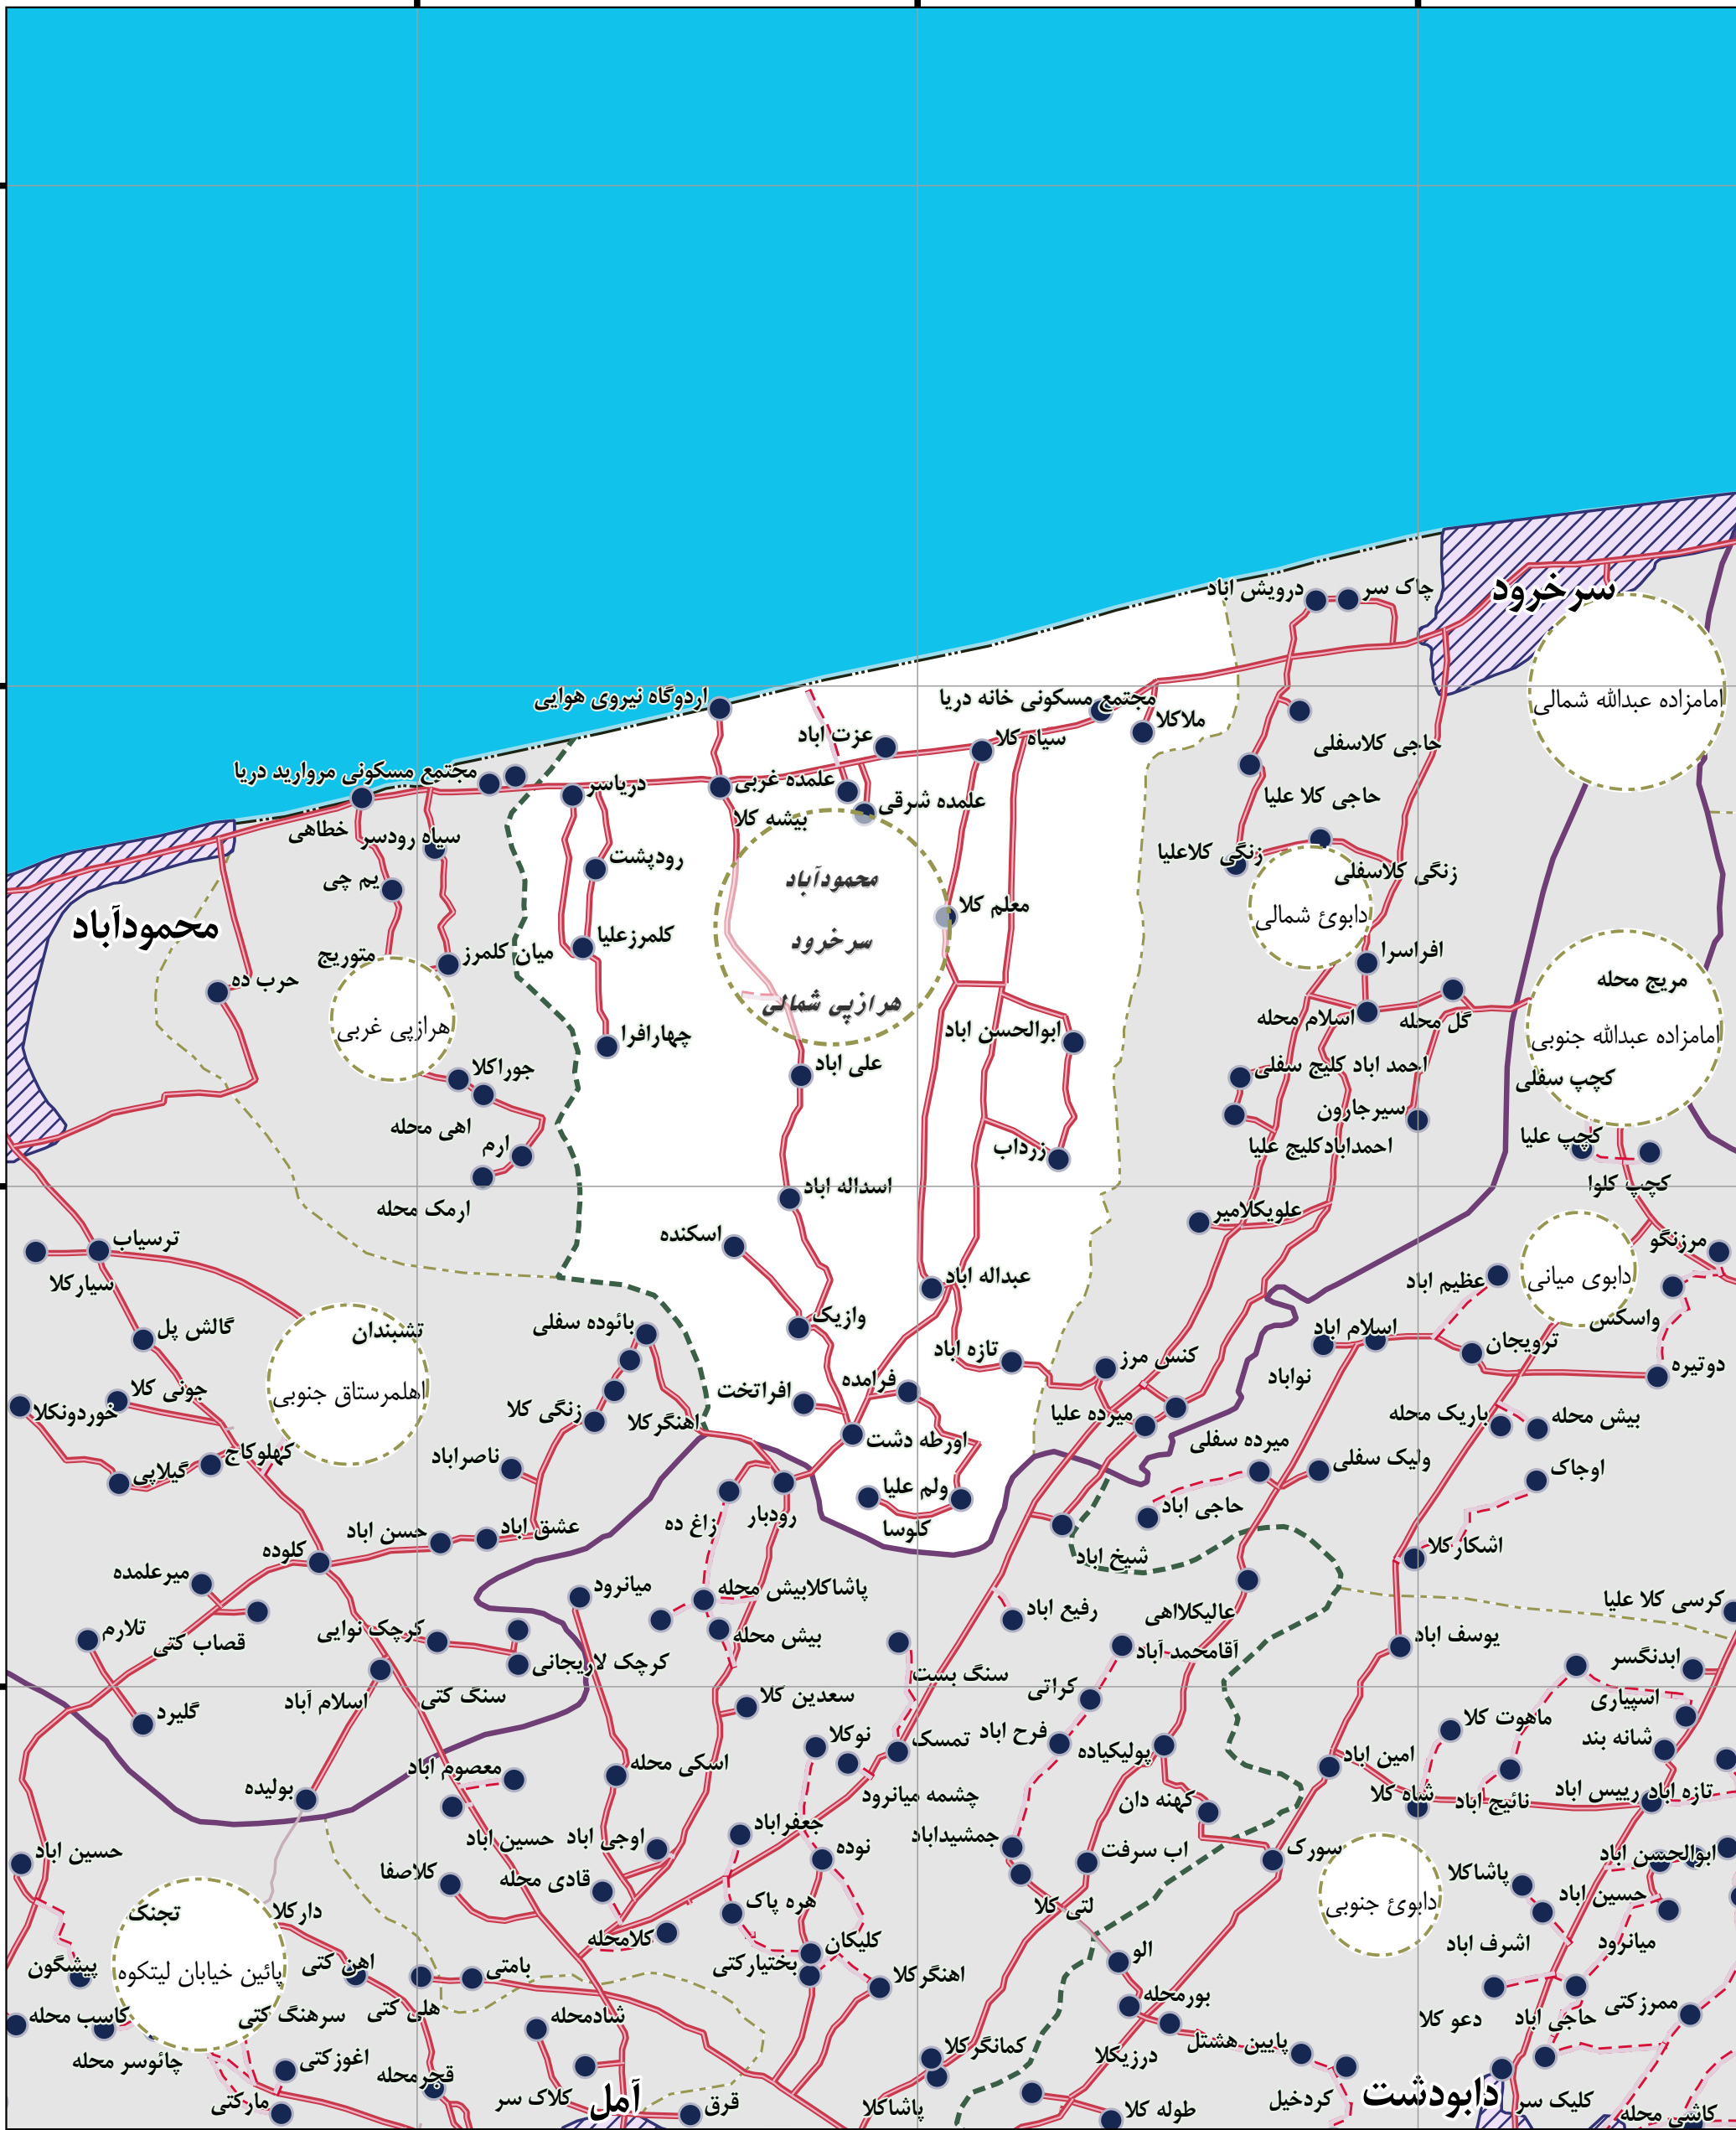 سرخرود
درویش اباد
چاک سر
امامزاده عبدالله شمالی
اردوگاه نیروی هوایی
مجتمع مسکونی خانه دریا
ملاکلا
عزت اباد
سیاه کلا
حاجی کلاسفلی
مجتمع مسکونی مروارید دریا
دریاسر
علمده غربی
علمده شرقی
حاجی کلا علیا
بیشه کلا
خطاهی
سیاه رودسر
رودپشت
زنگی کلاعلیا
زنگی کلاسفلی
یم چی
محمودآباد
محمودآباد
سرخرود
هرازپی شمالی
معلم کلا
دابوئ شمالی
کلمرزعلیا
میان کلمرز
متوریج
افراسرا
مریج محله
حرب ده
هرازپی غربی
چهارافرا
ابوالحسن اباد
اسلام محله
گل محله
امامزاده عبدالله جنوبی
علی اباد
جوراکلا
احمد اباد کلیج سفلی
کچپ سفلی
اهی محله
ارم
زرداب
سیرجارون
احمدابادکلیج علیا
کچپ علیا
کچپ کلوا
ارمک محله
اسداله اباد
علویکلامیر
ترسیاب
اسکنده
مرزنگو
سیارکلا
عبداله اباد
عظیم اباد
دابوی میانی
واسکس
گالش پل
تشبندان
بائوده سفلی
وازیک
اسلام اباد
ترویجان
تازه اباد
کنس مرز
نواباد
دوتیره
اهلمرستاق جنوبی
جونی کلا
خوردونکلا
زنگی کلا
اهنگرکلا
افراتخت
فرامده
میرده علیا
باریک محله
بیش محله
اورطه دشت
میرده سفلی
کهلوکاج
گیلاپی
ناصراباد
ولیک سفلی
اوجاک
ولم علیا
حاجی اباد
کلوسا
رودبار
زاغ ده
عشق اباد
حسن اباد
کلوده
شیخ اباد
اشکارکلا
میرعلمده
میانرود
پاشاکلابیش محله
بیش محله
رفیع اباد
عالیکلااهی
کرسی کلا علیا
تلارم
قصاب کتی
کرچک نوایی
کرچک لاریجانی
آقامحمد آباد
یوسف اباد
ابدنگسر
سنگ بست
کراتی
اسپیاری
گلیرد
اسلام آباد
سنگ کتی
سعدین کلا
ماهوت کلا
شانه بند
نوکلا
تمسک
فرح اباد
پولیکیاده
امین اباد
بولیده
معصوم اباد
اسکی محله
چشمه میانرود
کهنه دان
شاه کلا
نائیج اباد
رییس اباد
تازه اباد
حسین اباد
حسین اباد
اوجی اباد
جعفراباد
نوده
جمشیداباد
اب سرفت
سورک
ابوالحسن اباد
کلاصفا
قادی محله
پاشاکلا
حسین اباد
دابوئ جنوبی
تجنک
دارکلا
هره پاک
لتی کلا
اشرف اباد
میانرود
کلامحله
کلیکان
الو
پیشگون
پائین خیابان لیتکوه
اهن کتی
بامتی
بختیارکتی
اهنگرکلا
کاسب محله
سرهنگ کتی
هلی کتی
شادمحله
بورمحله
دعو کلا
حاجی اباد
ممرزکتی
چائوسر محله
اغوزکتی
قجرمحله
کمانگرکلا
درزیکلا
پایین هشتل
مارکتی
کلاک سر
آمل
قرق
پاشاکلا
طوله کلا
کردخیل
دابودشت
کلیک سر
کاشی محله